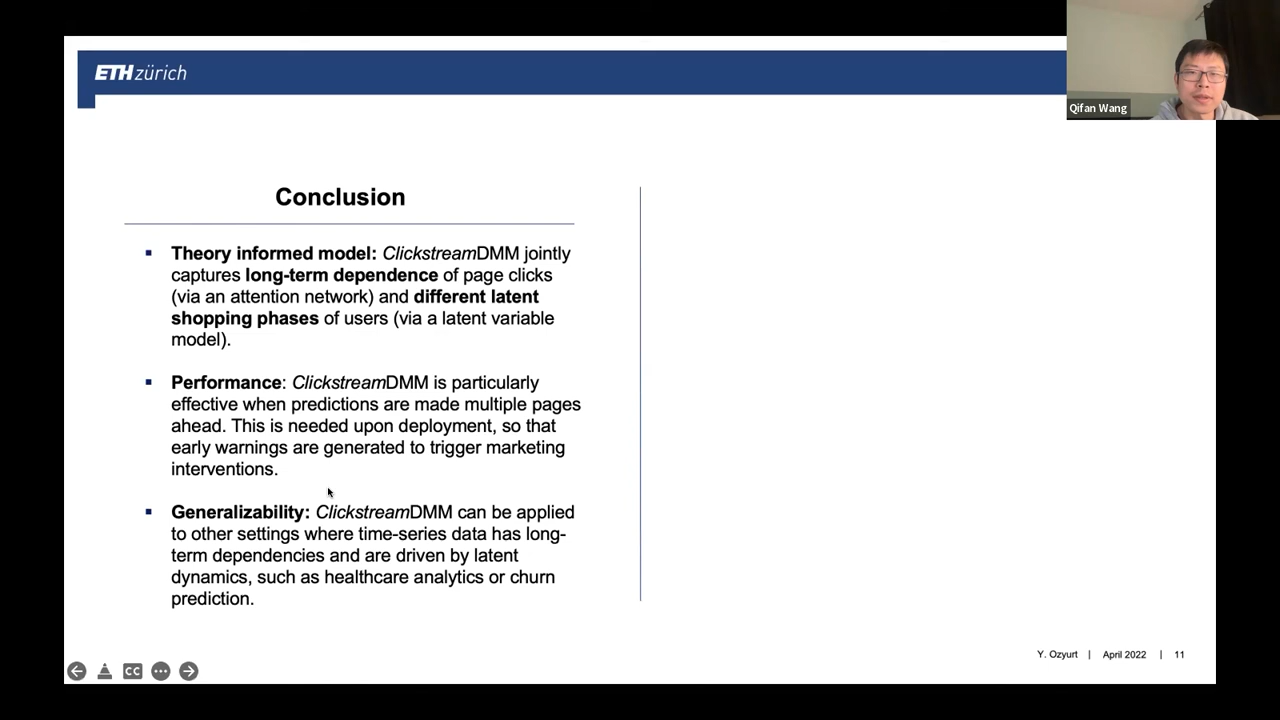 ETH zürich
Qifan Wang
Conclusion
▪ Theory informed model: ClickstreamDMM jointly
captures long-term dependence of page clicks
(via an attention network) and different latent
shopping phases of users (via a latent variable
model).
▪ Performance: ClickstreamDMM is particularly
effective when predictions are made multiple pages
ahead. This is needed upon deployment, so that
early warnings are generated to trigger marketing
interventions.
▪ Generalizability: ClickstreamDMM can be applied
to other settings where time-series data has long-
term dependencies and are driven by latent
dynamics, such as healthcare analytics or churn
prediction.
Y. Ozyurt | April 2022 | 11
CC